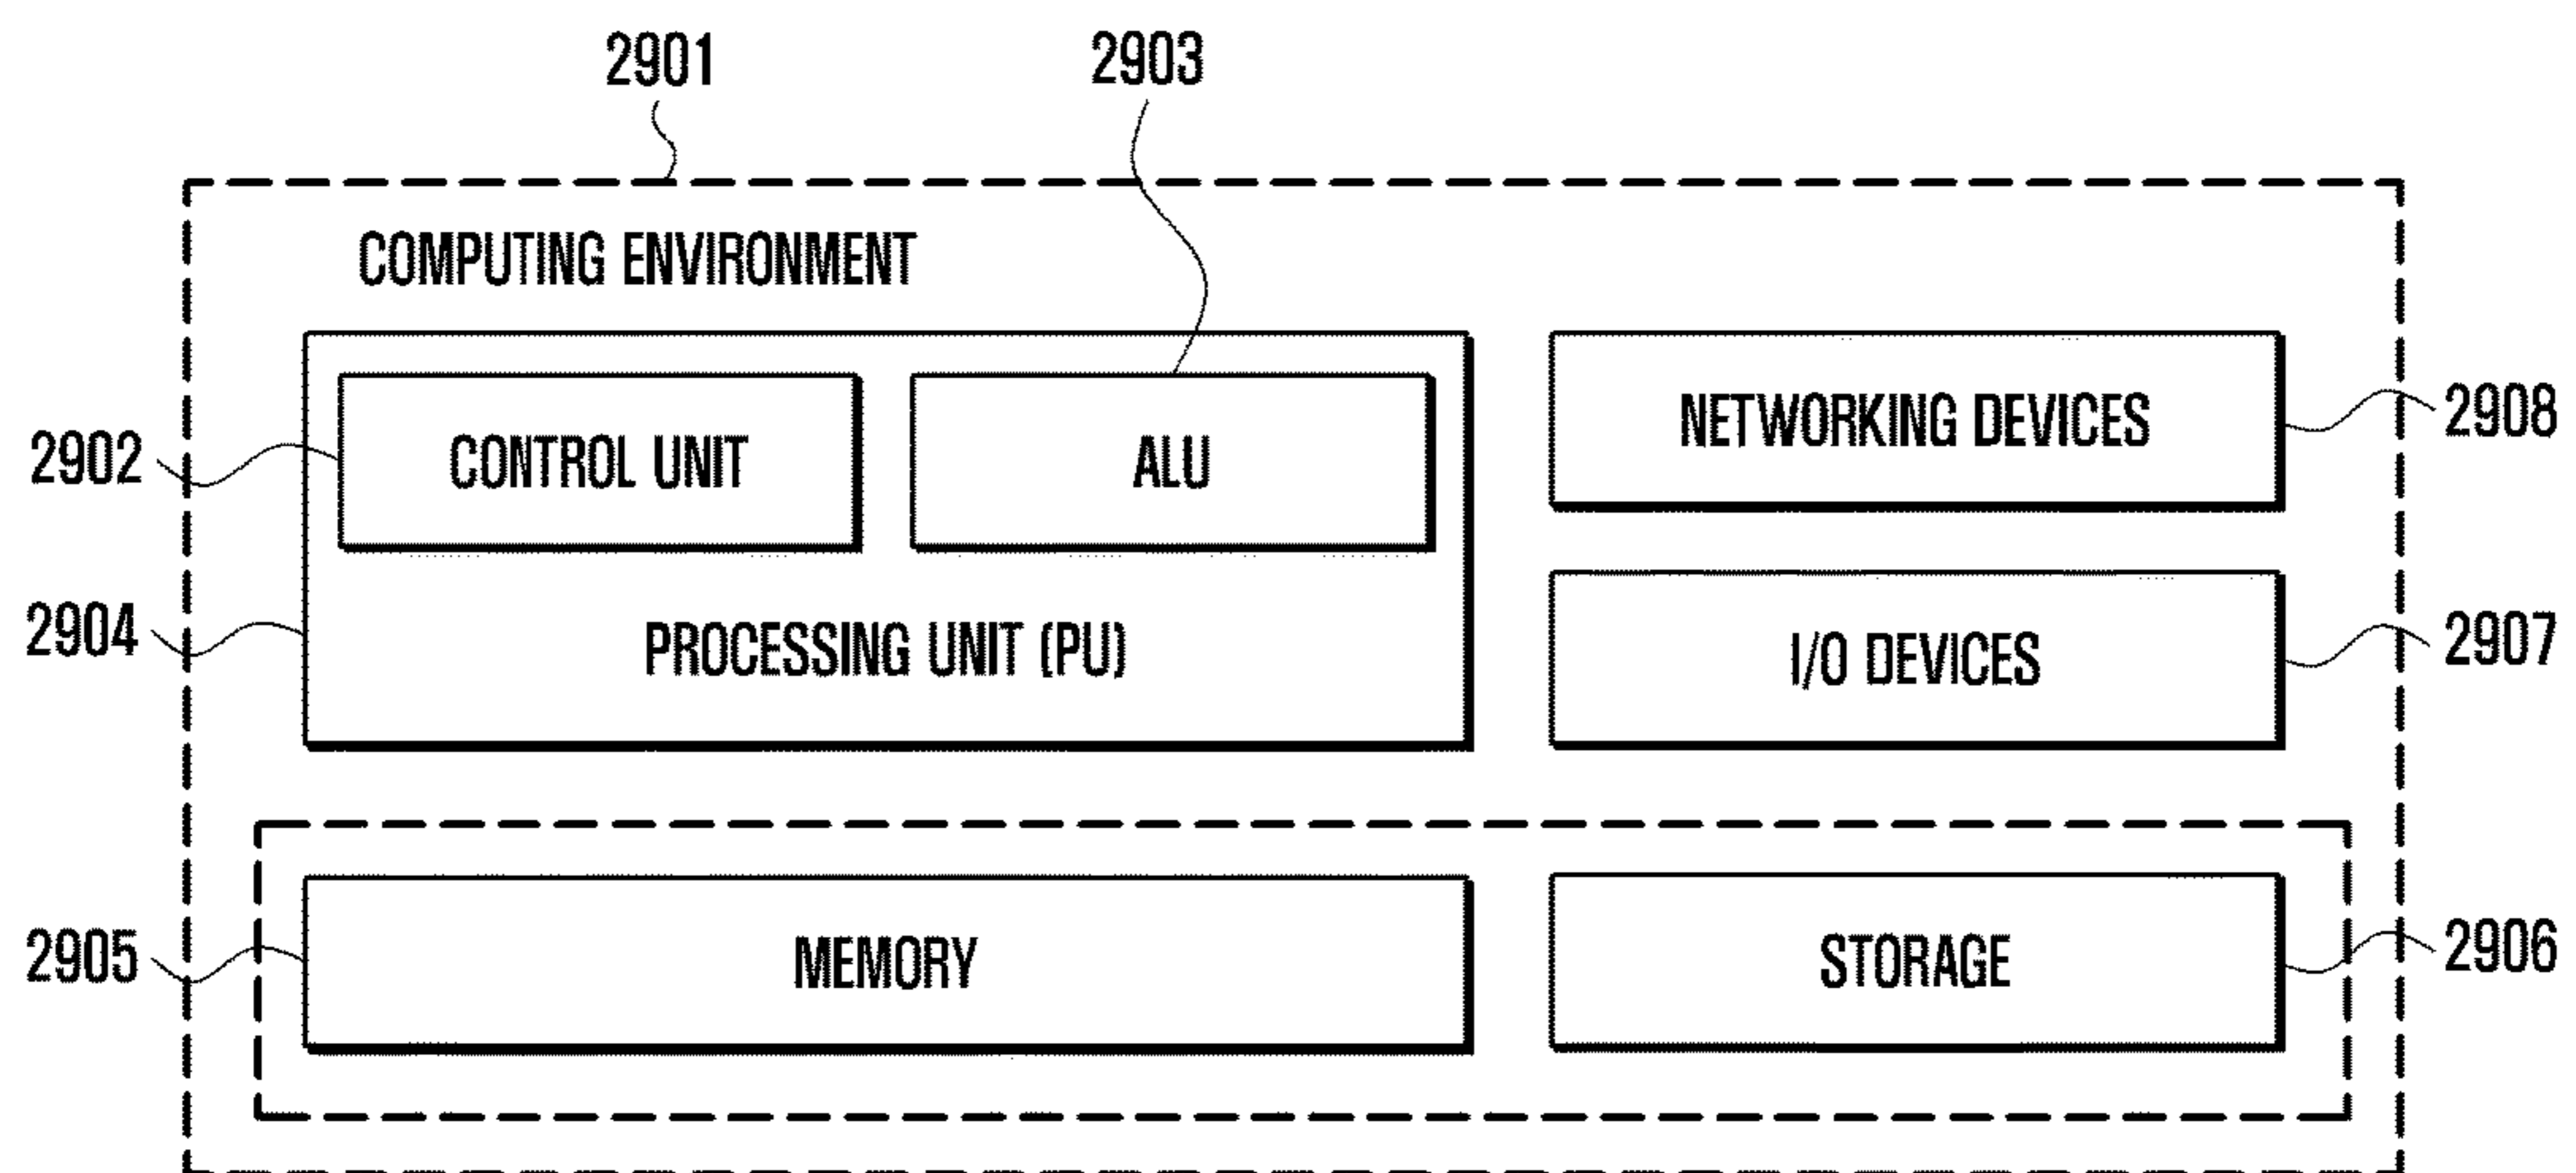 2901
2903
COMPUTING ENVIRONMENT
2902
CONTROL UNIT
ALU
NETWORKING DEVICES
2908
2904
PROCESSING UNIT (PU)
I/O DEVICES
2907
2905
MEMORY
STORAGE
2906